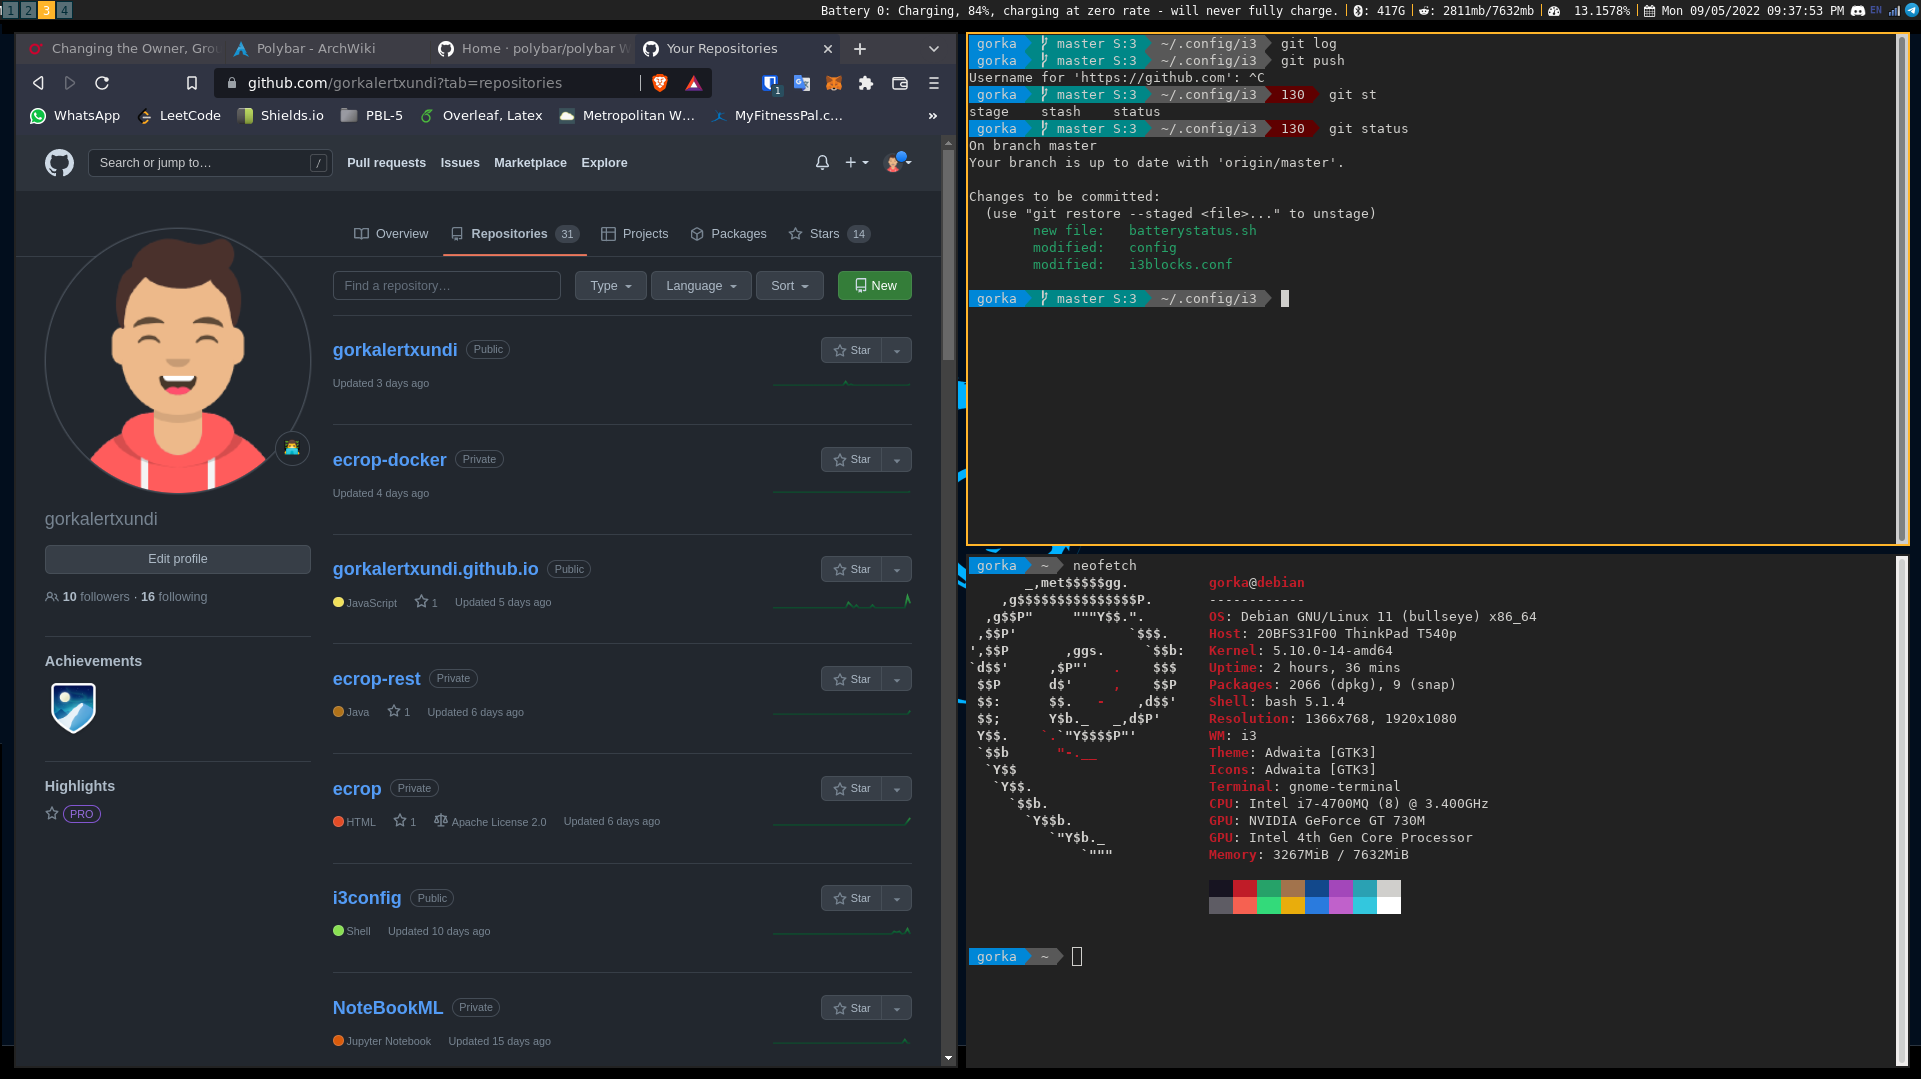 1 2 3 4
Battery 0: Charging, 84%, charging at zero rate - will never fully charge. : 417G : 2811mb/7632mb 13.1578% Mon 09/05/2022 09:37:53 PM EN
Changing the Owner, Grou
Polybar - ArchWiki
Home · polybar/polybar W
Your Repositories
github.com/gorkalertxundi?tab=repositories
1
WhatsApp LeetCode Shields.io PBL-5 Overleaf, Latex Metropolitan W... MyFitnessPal.c... »
Search or jump to… / Pull requests Issues Marketplace Explore
Overview Repositories 31 Projects Packages Stars 14
Find a repository… Type Language Sort New
gorkalertxundi
Edit profile
10 followers · 16 following
Achievements
Highlights
PRO
gorkalertxundi Public Star
Updated 3 days ago
ecrop-docker Private Star
Updated 4 days ago
gorkalertxundi.github.io Public Star
JavaScript 1 Updated 5 days ago
ecrop-rest Private Star
Java 1 Updated 6 days ago
ecrop Private Star
HTML 1 Apache License 2.0 Updated 6 days ago
i3config Public Star
Shell Updated 10 days ago
NoteBookML Private Star
Jupyter Notebook Updated 15 days ago
gorka master S:3 ~/.config/i3 git log
gorka master S:3 ~/.config/i3 git push
Username for 'https://github.com': ^C
gorka master S:3 ~/.config/i3 130 git st
stage stash status
gorka master S:3 ~/.config/i3 130 git status
On branch master
Your branch is up to date with 'origin/master'.
Changes to be committed:
(use "git restore --staged <file>..." to unstage)
new file: batterystatus.sh
modified: config
modified: i3blocks.conf
gorka master S:3 ~/.config/i3
gorka ~ neofetch
_,met$$$$$gg. gorka@debian
,g$$$$$$$$$$$$$$$P. ------------
,g$$P" """Y$$.". OS: Debian GNU/Linux 11 (bullseye) x86_64
,$$P' `$$$. Host: 20BFS31F00 ThinkPad T540p
',$$P ,ggs. `$$b: Kernel: 5.10.0-14-amd64
`d$$' ,$P"' . $$$ Uptime: 2 hours, 36 mins
$$P d$' , $$P Packages: 2066 (dpkg), 9 (snap)
$$: $$. - ,d$$' Shell: bash 5.1.4
$$; Y$b._ _,d$P' Resolution: 1366x768, 1920x1080
Y$$. `.`"Y$$$$P"' WM: i3
`$$b "-.__ Theme: Adwaita [GTK3]
`Y$$ Icons: Adwaita [GTK3]
`Y$$. Terminal: gnome-terminal
`$$b. CPU: Intel i7-4700MQ (8) @ 3.400GHz
`Y$$b. GPU: NVIDIA GeForce GT 730M
`"Y$b._ GPU: Intel 4th Gen Core Processor
`""" Memory: 3267MiB / 7632MiB
gorka ~